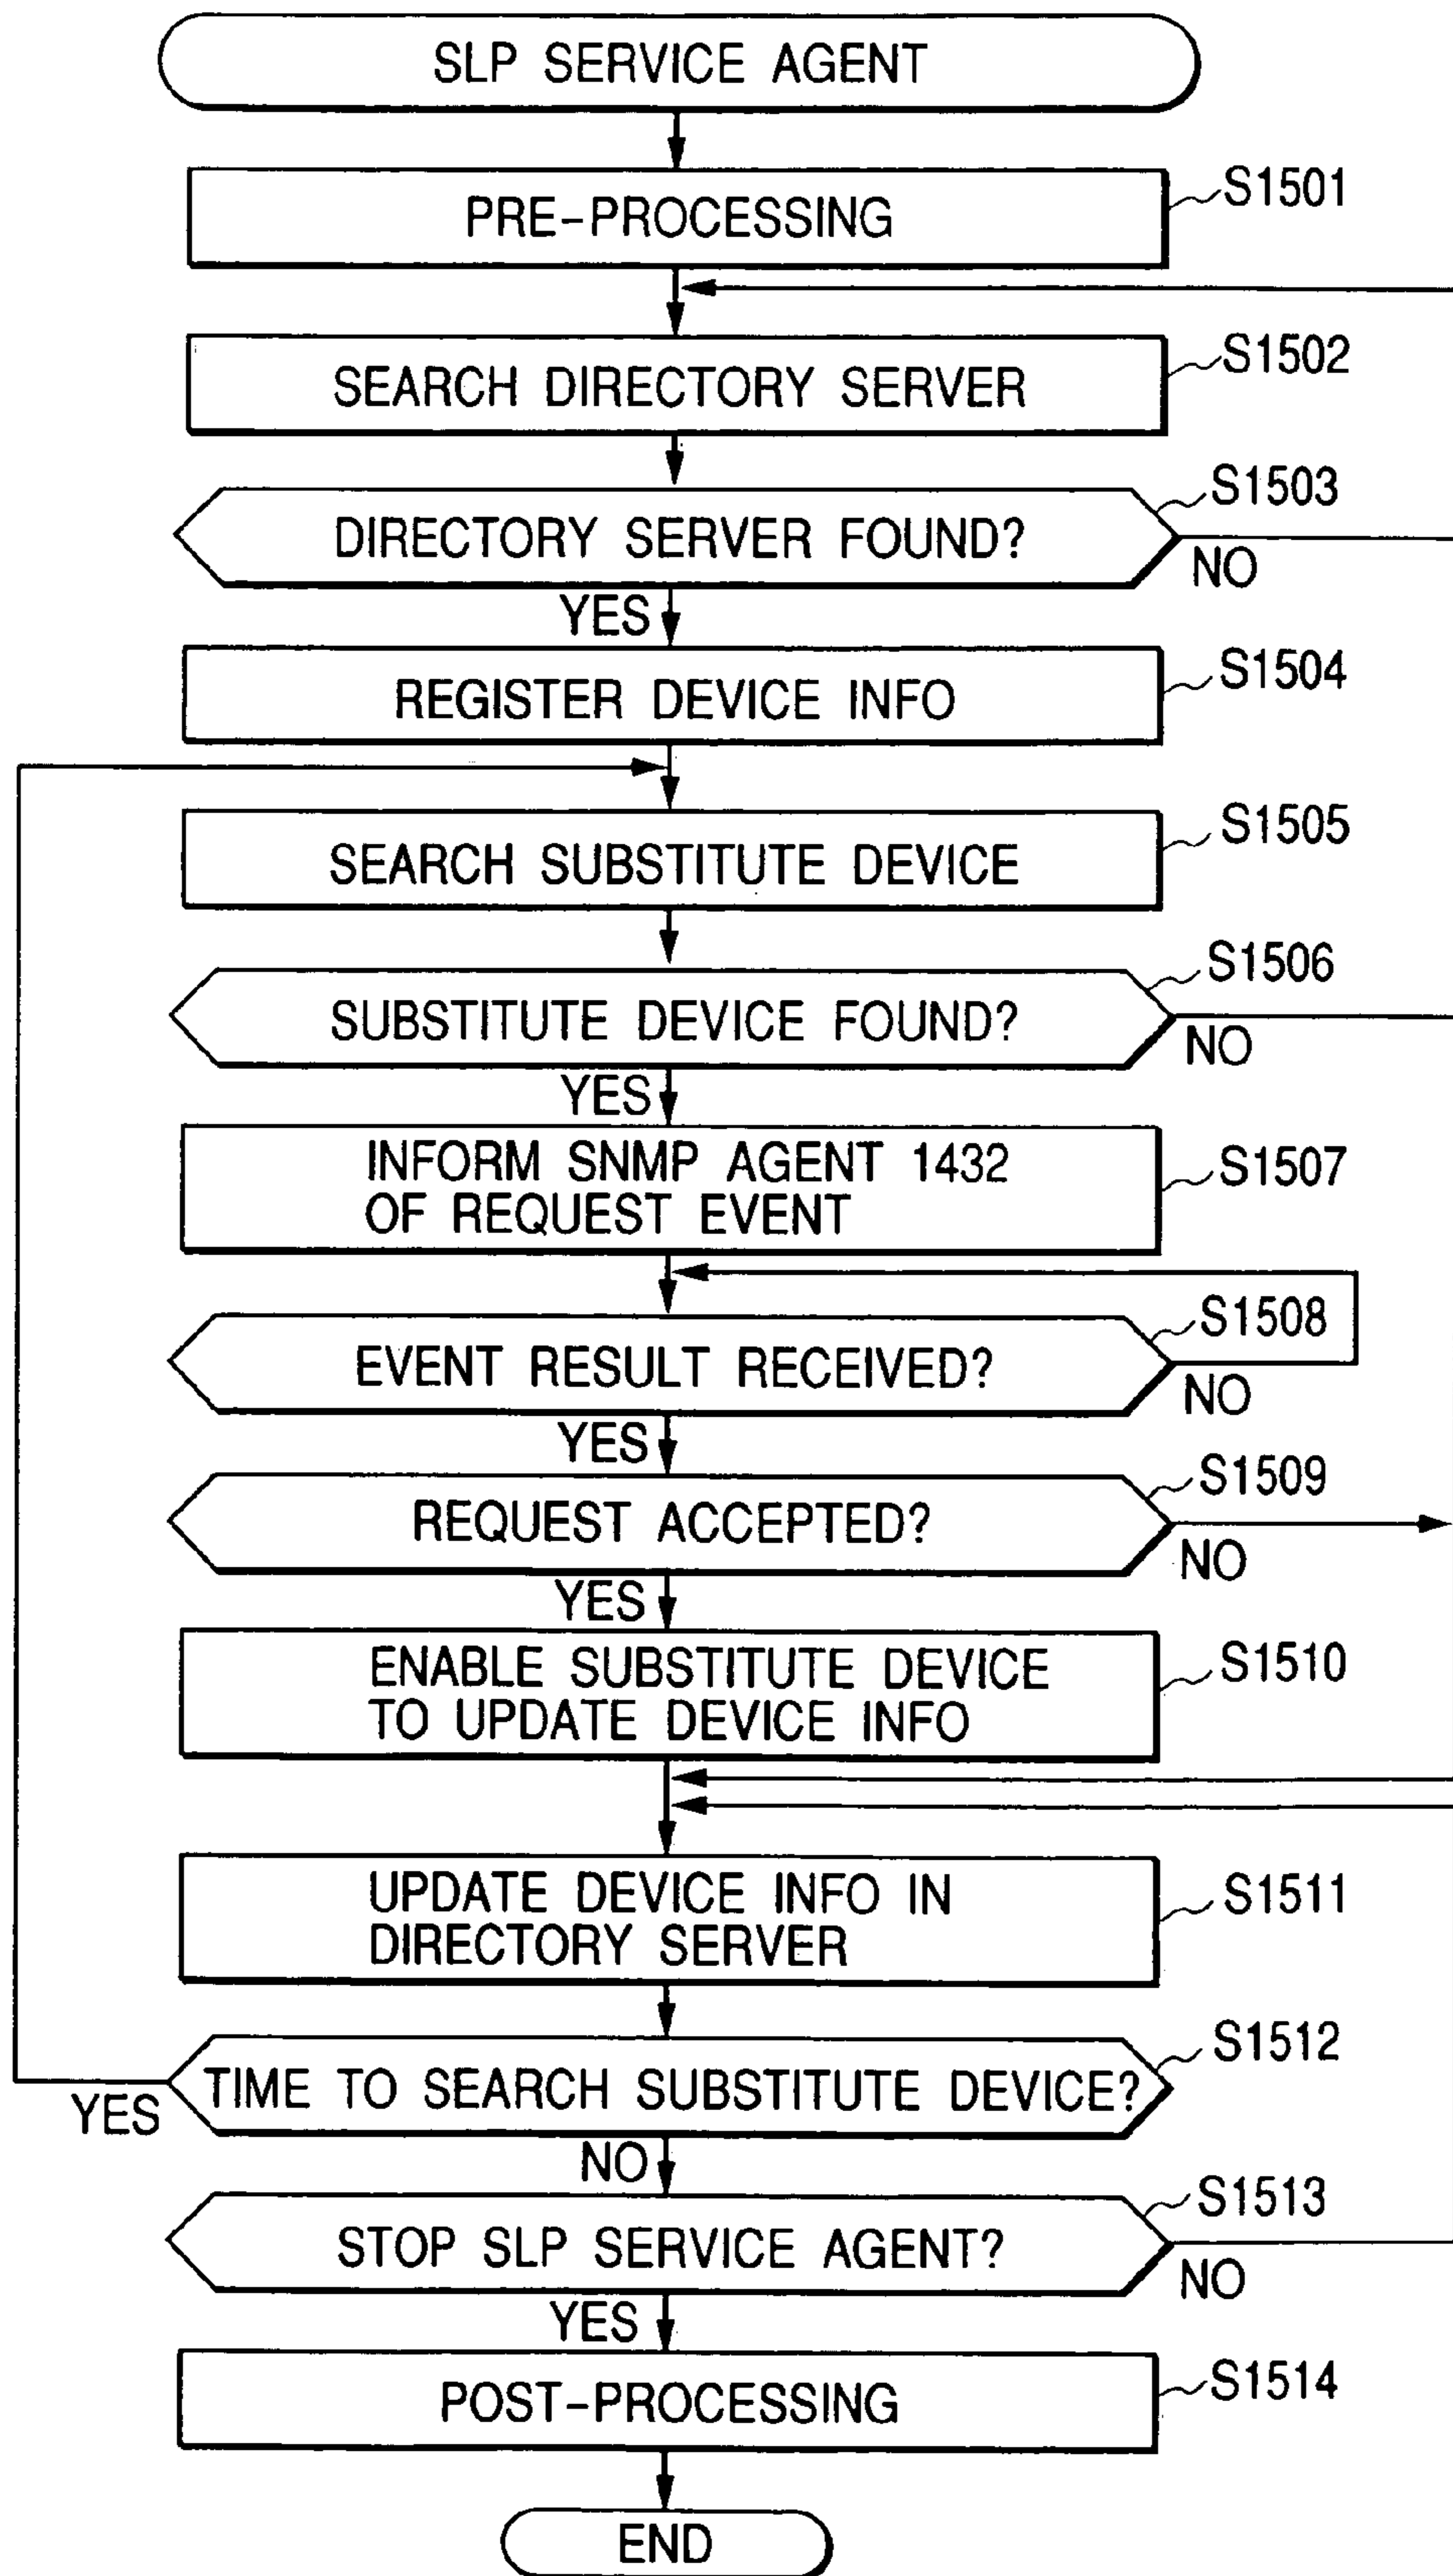 SLP SERVICE AGENT
PRE-PROCESSING
S1501
SEARCH DIRECTORY SERVER
S1502
DIRECTORY SERVER FOUND?
S1503
NO
YES
REGISTER DEVICE INFO
S1504
SEARCH SUBSTITUTE DEVICE
S1505
SUBSTITUTE DEVICE FOUND?
S1506
NO
YES
INFORM SNMP AGENT 1432
OF REQUEST EVENT
S1507
EVENT RESULT RECEIVED?
S1508
NO
YES
REQUEST ACCEPTED?
S1509
NO
YES
ENABLE SUBSTITUTE DEVICE
TO UPDATE DEVICE INFO
S1510
UPDATE DEVICE INFO IN
DIRECTORY SERVER
S1511
TIME TO SEARCH SUBSTITUTE DEVICE?
S1512
YES
NO
STOP SLP SERVICE AGENT?
S1513
NO
YES
POST-PROCESSING
S1514
END